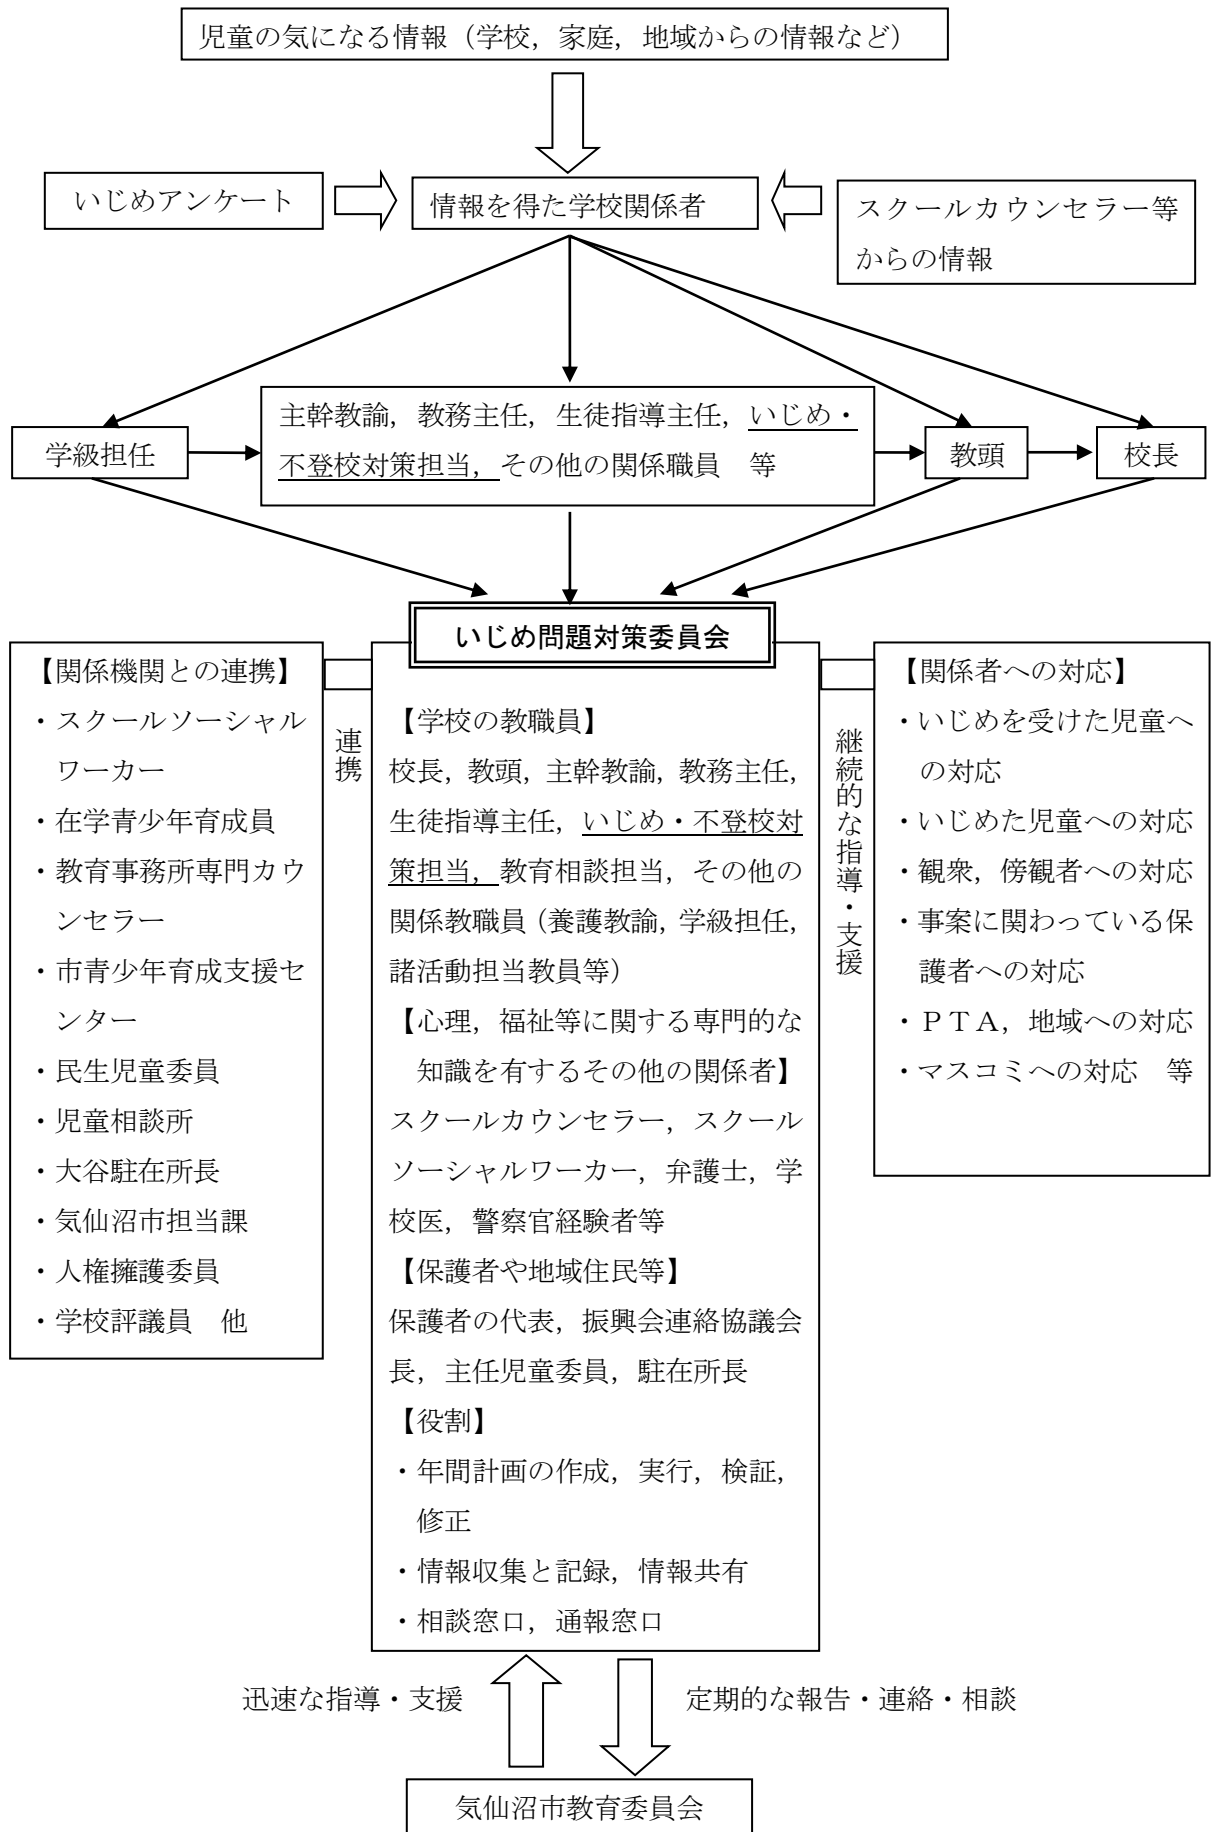 児童の気になる情報（学校，家庭，地域からの情報など）
いじめアンケート
情報を得た学校関係者
スクールカウンセラー等
からの情報
学級担任
主幹教諭，教務主任，生徒指導主任，いじめ・
不登校対策担当，その他の関係職員　等
教頭
校長
いじめ問題対策委員会
【関係機関との連携】
・スクールソーシャル
ワーカー
・在学青少年育成員
・教育事務所専門カウ
ンセラー
・市青少年育成支援セ
ンター
・民生児童委員
・児童相談所
・大谷駐在所長
・気仙沼市担当課
・人権擁護委員
・学校評議員　他
連携
【学校の教職員】
校長，教頭，主幹教諭，教務主任，
生徒指導主任，いじめ・不登校対
策担当，教育相談担当，その他の
関係教職員（養護教諭，学級担任，
諸活動担当教員等）
【心理，福祉等に関する専門的な
知識を有するその他の関係者】
スクールカウンセラー，スクール
ソーシャルワーカー，弁護士，学
校医，警察官経験者等
【保護者や地域住民等】
保護者の代表，振興会連絡協議会
長，主任児童委員，駐在所長
【役割】
・年間計画の作成，実行，検証，
修正
・情報収集と記録，情報共有
・相談窓口，通報窓口
継続的な指導・支援
【関係者への対応】
・いじめを受けた児童へ
の対応
・いじめた児童への対応
・観衆，傍観者への対応
・事案に関わっている保
護者への対応
・ＰＴＡ，地域への対応
・マスコミへの対応　等
迅速な指導・支援
定期的な報告・連絡・相談
気仙沼市教育委員会